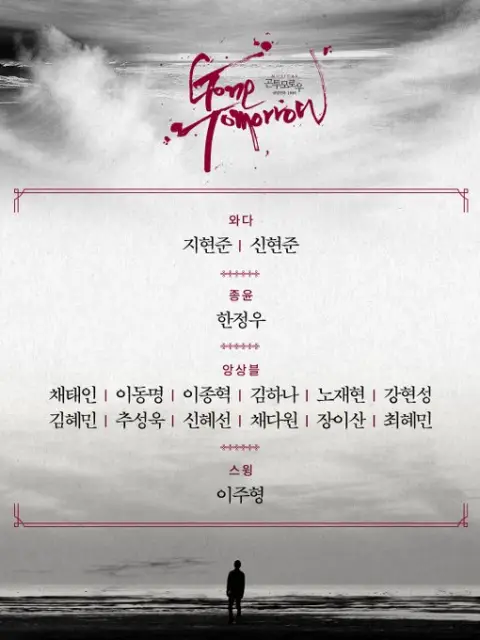 Gone
곤투모로우
Tomorrow
와다
지현준 | 신현준
종윤
한정우
앙상블
채태인 | 이동명 | 이종혁 | 김하나 | 노재현 | 강현성
김혜민 | 추성욱 | 신혜선 | 채다원 | 장이산 | 최혜민
스윙
이주형